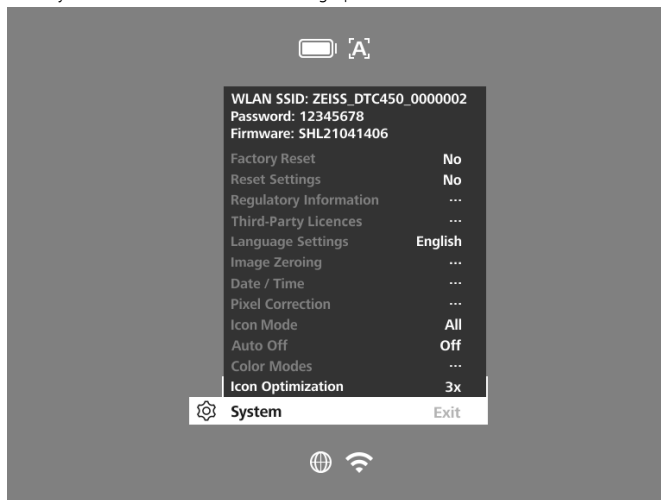 [A]
WLAN SSID: ZEISS_DTC450_0000002
Password: 12345678
Firmware: SHL21041406
Factory Reset No
Reset Settings No
Regulatory Information ...
Third-Party Licences ...
Language Settings English
Image Zeroing ...
Date / Time ...
Pixel Correction ...
Icon Mode All
Auto Off Off
Color Modes ...
Icon Optimization 3x
System Exit